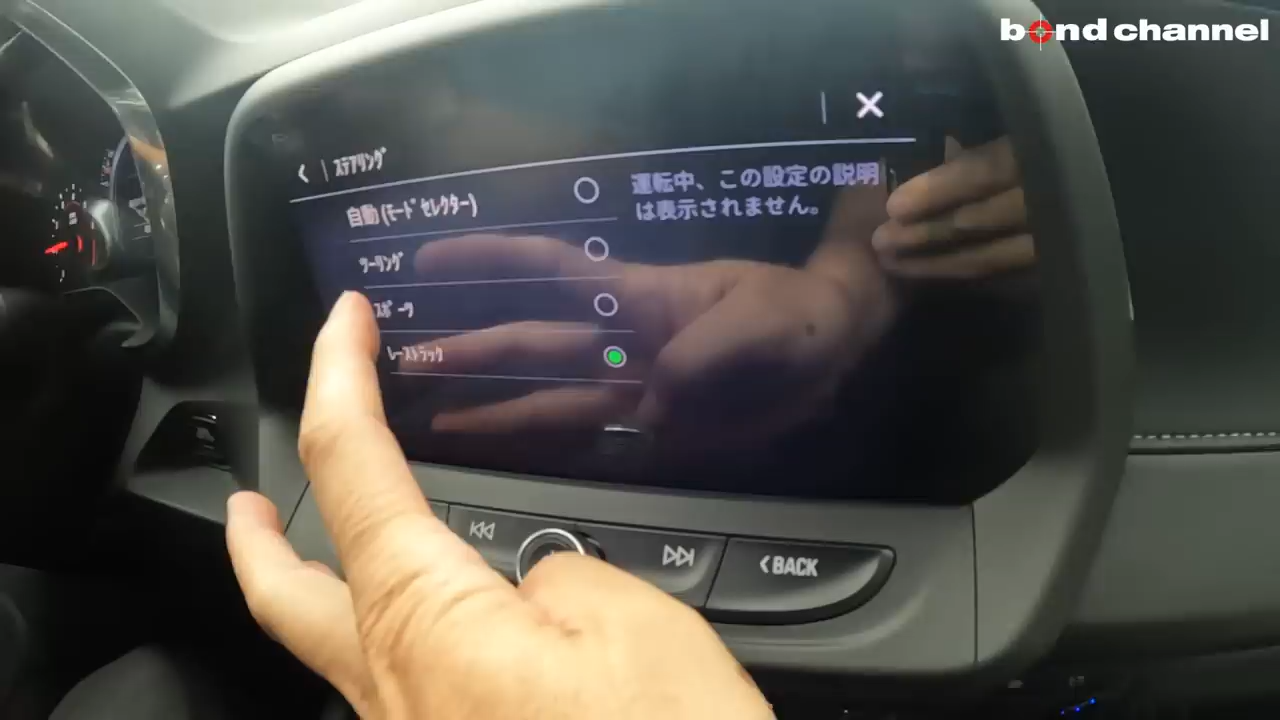 bond channel
ステアリング
自動(モードセレクター)
ツーリング
スポーツ
レーストラック
運転中、この設定の説明
は表示されません。
<BACK